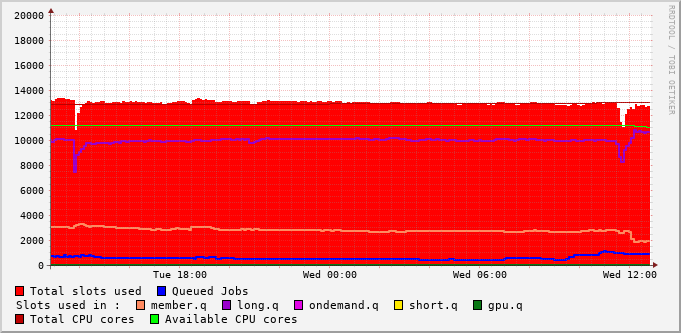 20000
18000
16000
14000
12000
10000
8000
6000
4000
2000
0
Tue 18:00 Wed 00:00 Wed 06:00 Wed 12:00
RRDTOOL / TOBI OETIKER
Total slots used Queued Jobs
Slots used in : member.q long.q ondemand.q short.q gpu.q
Total CPU cores Available CPU cores